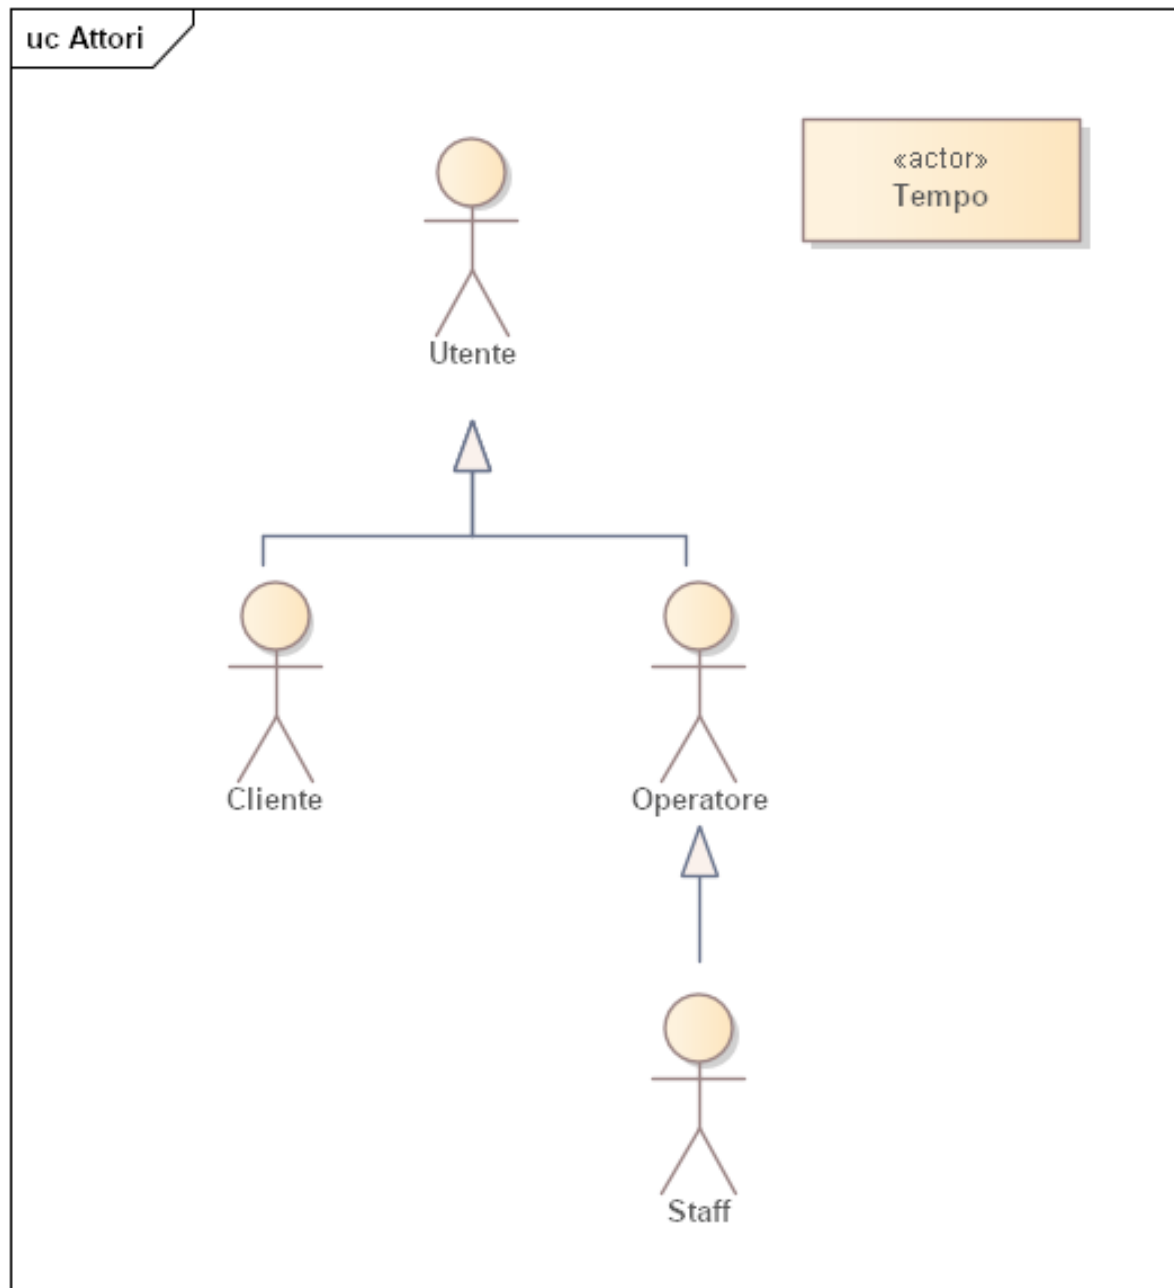 uc Attori
«actor»
Tempo
Utente
Cliente
Operatore
Staff